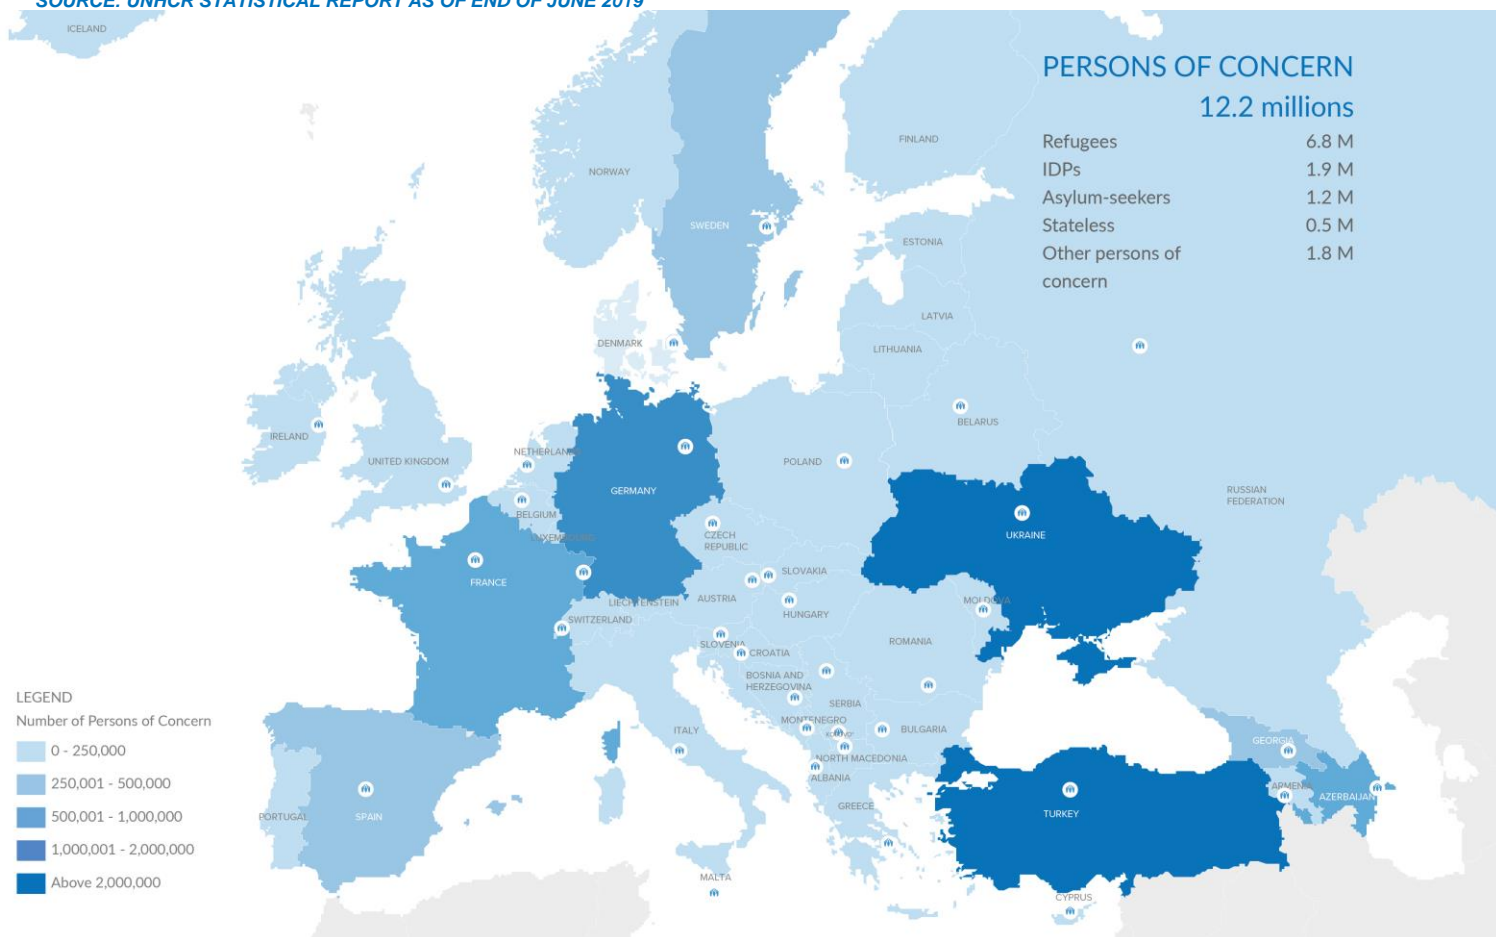 SOURCE: UNHCR STATISTICAL REPORT AS OF END OF JUNE 2019
ICELAND
PERSONS OF CONCERN
12.2 millions
Refugees 6.8 M
IDPs 1.9 M
Asylum-seekers 1.2 M
Stateless 0.5 M
Other persons of 1.8 M
concern
FINLAND
NORWAY
SWEDEN
ESTONIA
LATVIA
DENMARK
LITHUANIA
BELARUS
IRELAND
UNITED KINGDOM
NETHERLANDS
POLAND
GERMANY
RUSSIAN
FEDERATION
BELGIUM
LUXEMBOURG
CZECH
REPUBLIC
UKRAINE
FRANCE
SLOVAKIA
LIECHTENSTEIN
AUSTRIA
HUNGARY
MOLDOVA
SWITZERLAND
SLOVENIA
CROATIA
ROMANIA
BOSNIA AND
HERZEGOVINA
SERBIA
LEGEND
Number of Persons of Concern
0 - 250,000
250,001 - 500,000
500,001 - 1,000,000
1,000,001 - 2,000,000
Above 2,000,000
ITALY
MONTENEGRO
BULGARIA
NORTH MACEDONIA
ALBANIA
GREECE
GEORGIA
ARMENIA
AZERBAIJAN
PORTUGAL
SPAIN
TURKEY
MALTA
CYPRUS